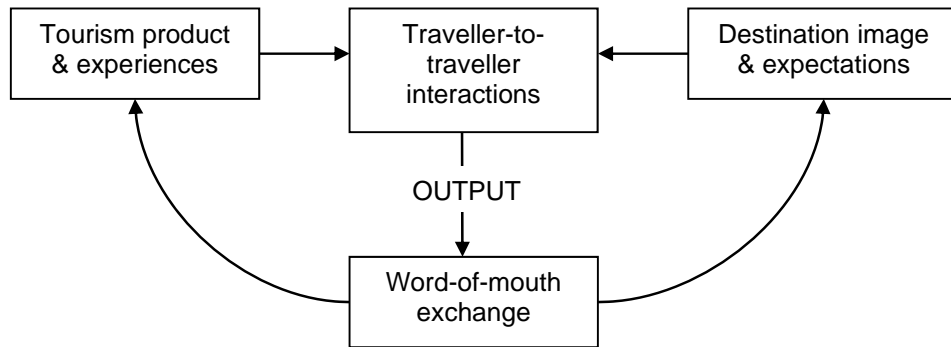 Tourism product
& experiences
Traveller-to-
traveller
interactions
Destination image
& expectations
OUTPUT
Word-of-mouth
exchange